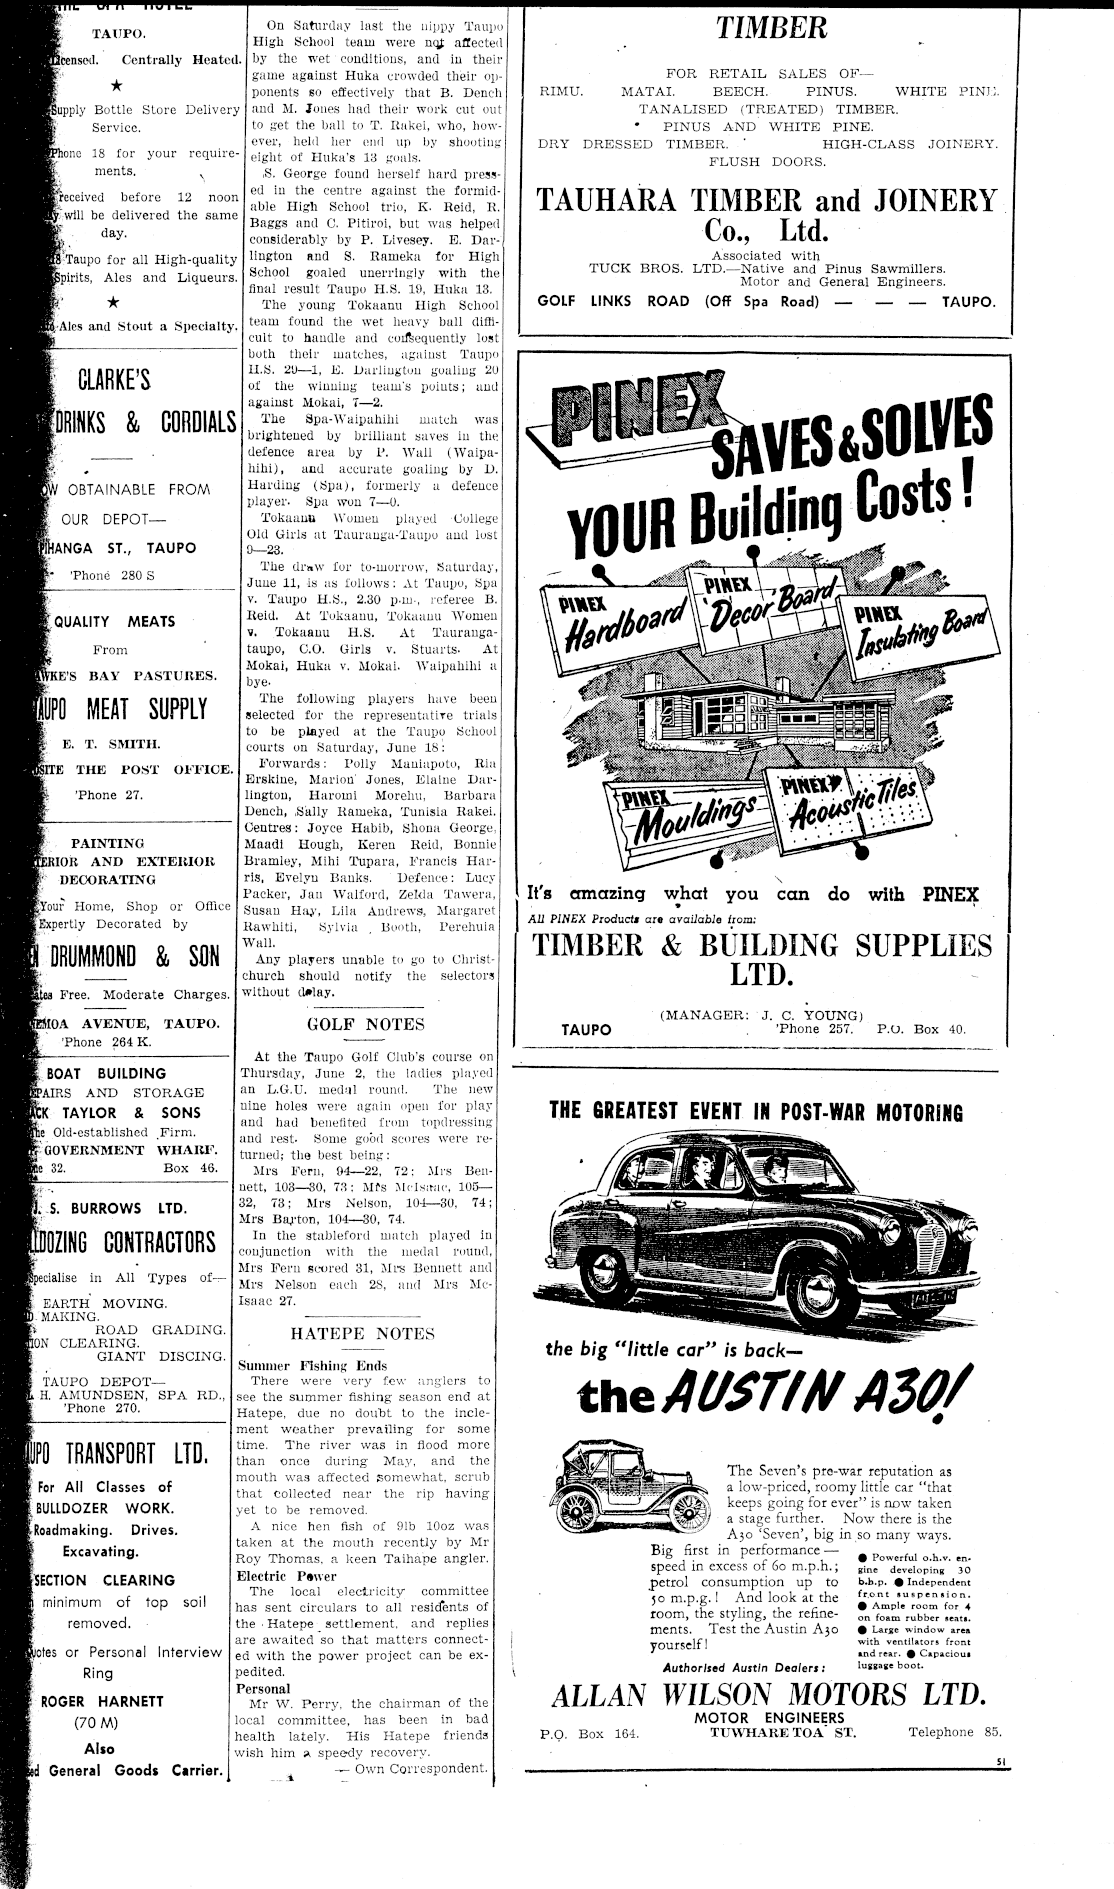 THE SPA HOTEL
TAUPO.
Licensed. Centrally Heated.
★
Supply Bottle Store Delivery
Service.
Phone 18 for your require-
ments.
received before 12 noon
will be delivered the same
day.
Taupo for all High-quality
Spirits, Ales and Liqueurs.
★
Ales and Stout a Specialty.
CLARKE'S
DRINKS & CORDIALS
OBTAINABLE FROM
OUR DEPOT—
ST., TAUPO
'Phone 280 S
QUALITY MEATS
From
BAY PASTURES.
MEAT SUPPLY
E. T. SMITH.
THE POST OFFICE.
'Phone 27.
PAINTING
AND EXTERIOR
DECORATING
Your Home, Shop or Office
Expertly Decorated by
DRUMMOND & SON
Free. Moderate Charges.
AVENUE, TAUPO.
'Phone 264 K.
BOAT BUILDING
AND STORAGE
TAYLOR & SONS
The Old-established Firm.
GOVERNMENT WHARF.
32. Box 46.
S. BURROWS LTD.
CONTRACTORS
Specialise in All Types of—
EARTH MOVING.
MAKING.
ROAD GRADING.
CLEARING.
GIANT DISCING.
TAUPO DEPOT—
H. AMUNDSEN, SPA RD.,
'Phone 270.
TRANSPORT LTD.
For All Classes of
BULLDOZER WORK.
Roadmaking. Drives.
Excavating.
SECTION CLEARING
minimum of top soil
removed.
or Personal Interview
Ring
ROGER HARNETT
(70 M)
Also
General Goods Carrier.
On Saturday last the nippy Taupo
High School team were not affected
by the wet conditions, and in their
game against Huka crowded their op-
ponents so effectively that B. Dench
and M. Jones had their work cut out
to get the ball to T. Rakei, who, how-
ever, held her end up by shooting
eight of Huka's 13 goals.
S. George found herself hard press-
ed in the centre against the formid-
able High School trio, K. Reid, R.
Baggs and C. Pitiroi, but was helped
considerably by P. Livesey. E. Dar-
lington and S. Rameka for High
School goaled unerringly with the
final result Taupo H.S. 19, Huka 13.
The young Tokaanu High School
team found the wet heavy ball diffi-
cult to handle and consequently lost
both their matches, against Taupo
H.S. 29—1, E. Darlington goaling 20
of the winning team's points; and
against Mokai, 7—2.
The Spa-Waipahihi match was
brightened by brilliant saves in the
defence area by P. Wall (Waipa-
hihi), and accurate goaling by D.
Harding (Spa), formerly a defence
player. Spa won 7—0.
Tokaanu Women played College
Old Girls at Tauranga-Taupo and lost
9—23.
The draw for to-morrow, Saturday,
June 11, is as follows: At Taupo, Spa
v. Taupo H.S., 2.30 p.m., referee B.
Reid. At Tokaanu, Tokaanu Women
v. Tokaanu H.S. At Tauranga-
taupo, C.O. Girls v. Stuarts. At
Mokai, Huka v. Mokai. Waipahihi a
bye.
The following players have been
selected for the representative trials
to be played at the Taupo School
courts on Saturday, June 18:
Forwards: Polly Maniapoto, Ria
Erskine, Marion Jones, Elaine Dar-
lington, Haromi Morehu, Barbara
Dench, Sally Rameka, Tunisia Rakei.
Centres: Joyce Habib, Shona George,
Maadi Hough, Keren Reid, Bonnie
Bramley, Mihi Tupara, Francis Har-
ris, Evelyn Banks. Defence: Lucy
Packer, Jan Walford, Zelda Tawera,
Susan Hay, Lila Andrews, Margaret
Rawhiti, Sylvia Booth, Perehuia
Wall.
Any players unable to go to Christ-
church should notify the selectors
without delay.
GOLF NOTES
At the Taupo Golf Club's course on
Thursday, June 2, the ladies played
an L.G.U. medal round. The new
nine holes were again open for play
and had benefited from topdressing
and rest. Some good scores were re-
turned; the best being:
Mrs Fern, 94—22, 72; Mrs Ben-
nett, 103—30, 73; Mrs McIsaac, 105—
32, 73; Mrs Nelson, 104—30, 74;
Mrs Barton, 104—30, 74.
In the stableford match played in
conjunction with the medal round,
Mrs Fern scored 31, Mrs Bennett and
Mrs Nelson each 28, and Mrs Mc-
Isaac 27.
HATEPE NOTES
Summer Fishing Ends
There were very few anglers to
see the summer fishing season end at
Hatepe, due no doubt to the incle-
ment weather prevailing for some
time. The river was in flood more
than once during May, and the
mouth was affected somewhat, scrub
that collected near the rip having
yet to be removed.
A nice hen fish of 9lb 10oz was
taken at the mouth recently by Mr
Roy Thomas, a keen Taihape angler.
Electric Power
The local electricity committee
has sent circulars to all residents of
the Hatepe settlement, and replies
are awaited so that matters connect-
ed with the power project can be ex-
pedited.
Personal
Mr W. Perry, the chairman of the
local committee, has been in bad
health lately. His Hatepe friends
wish him a speedy recovery.
— Own Correspondent.
TIMBER
FOR RETAIL SALES OF—
RIMU. MATAI. BEECH. PINUS. WHITE PINE.
TANALISED (TREATED) TIMBER.
PINUS AND WHITE PINE.
DRY DRESSED TIMBER. HIGH-CLASS JOINERY.
FLUSH DOORS.
TAUHARA TIMBER and JOINERY
Co., Ltd.
Associated with
TUCK BROS. LTD.—Native and Pinus Sawmillers.
Motor and General Engineers.
GOLF LINKS ROAD (Off Spa Road) — — — TAUPO.
PINEX
SAVES & SOLVES
YOUR Building Costs!
PINEX Hardboard
PINEX 'Decor' Board
PINEX Insulating Board
PINEX Mouldings
PINEX Acoustic Tiles
It's amazing what you can do with PINEX
All PINEX Products are available from:
TIMBER & BUILDING SUPPLIES
LTD.
(MANAGER: J. C. YOUNG)
TAUPO 'Phone 257. P.O. Box 40.
THE GREATEST EVENT IN POST-WAR MOTORING
the big "little car" is back—
the AUSTIN A30!
The Seven's pre-war reputation as
a low-priced, roomy little car "that
keeps going for ever" is now taken
a stage further. Now there is the
A30 'Seven', big in so many ways.
Big first in performance —
speed in excess of 60 m.p.h.;
petrol consumption up to
50 m.p.g.! And look at the
room, the styling, the refine-
ments. Test the Austin A30
yourself!
● Powerful o.h.v. en-
gine developing 30
b.h.p. ● Independent
front suspension.
● Ample room for 4
on foam rubber seats.
● Large window area
with ventilators front
and rear. ● Capacious
luggage boot.
Authorised Austin Dealers:
ALLAN WILSON MOTORS LTD.
MOTOR ENGINEERS
P.O. Box 164. TUWHARETOA ST. Telephone 85.
51